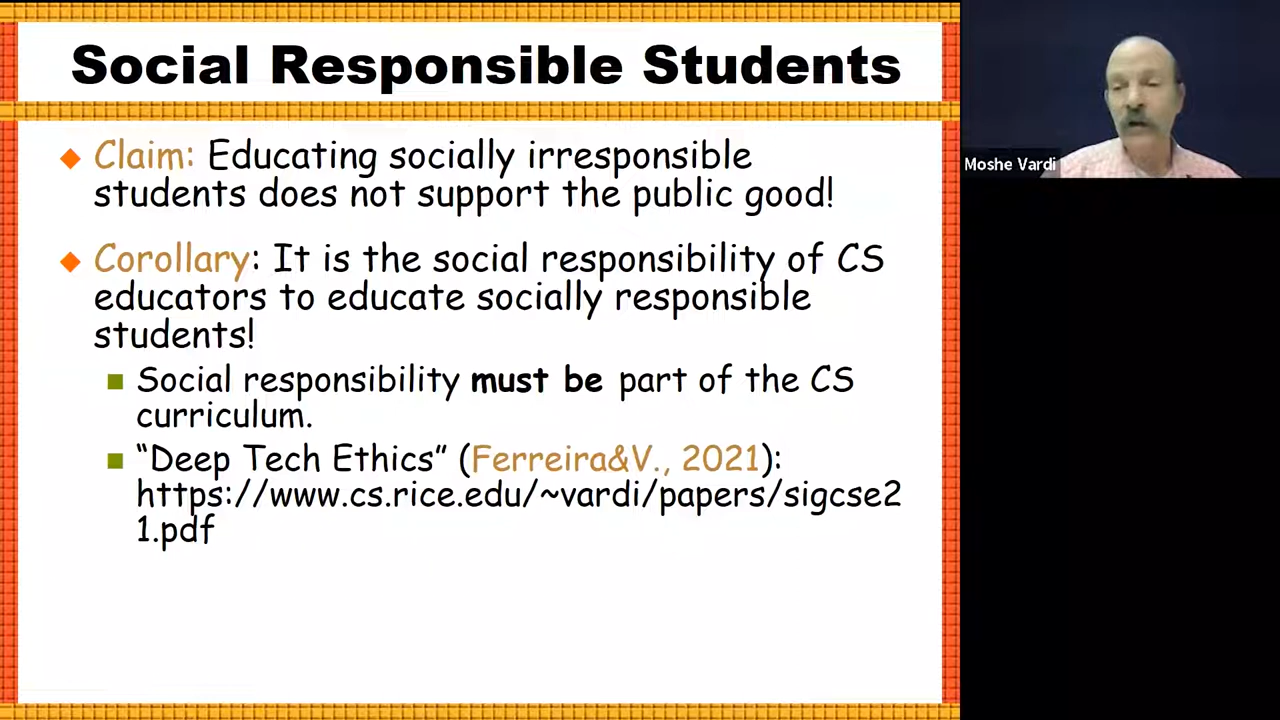 Social Responsible Students
Claim: Educating socially irresponsible
students does not support the public good!
Corollary: It is the social responsibility of CS
educators to educate socially responsible
students!
Social responsibility must be part of the CS
curriculum.
“Deep Tech Ethics” (Ferreira&V., 2021):
https://www.cs.rice.edu/~vardi/papers/sigcse2
1.pdf
Moshe Vardi